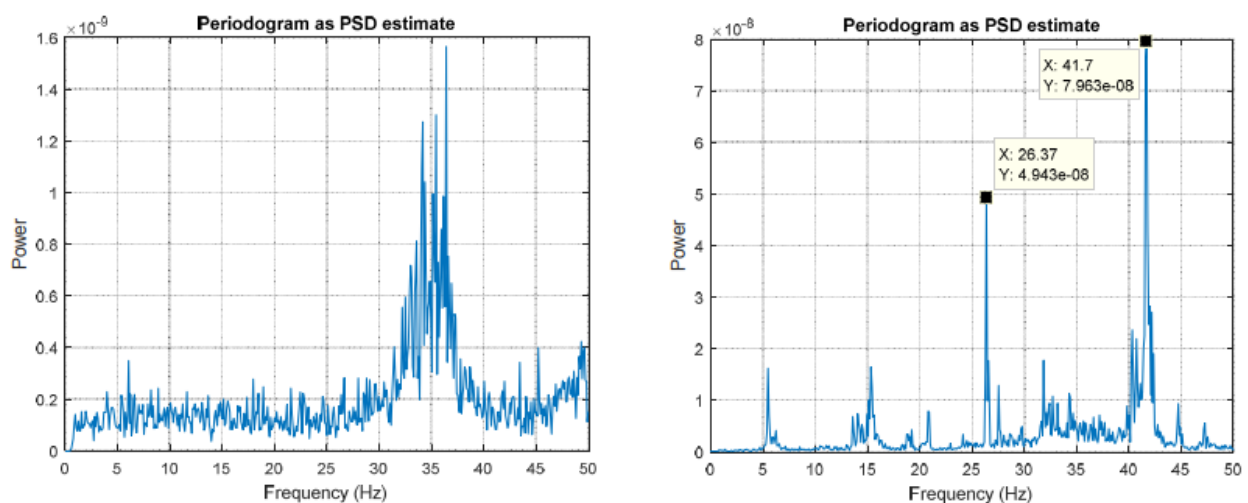 Periodogram as PSD estimate
×10⁻⁹
1.6
1.4
1.2
1
0.8
0.6
0.4
0.2
0
Power
0 5 10 15 20 25 30 35 40 45 50
Frequency (Hz)
Periodogram as PSD estimate
×10⁻⁸
8
7
6
5
4
3
2
1
0
Power
X: 41.7
Y: 7.963e-08
X: 26.37
Y: 4.943e-08
0 5 10 15 20 25 30 35 40 45 50
Frequency (Hz)